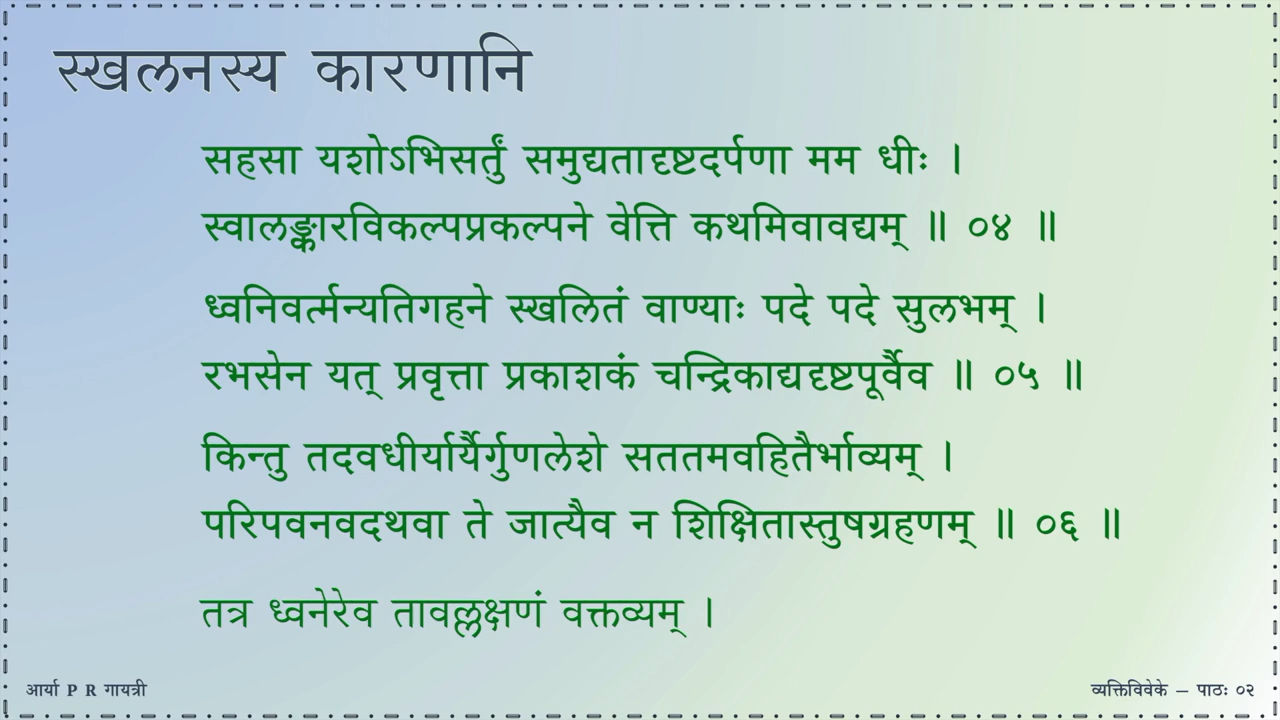 स्खलनस्य कारणानि
सहसा यशोऽभिसर्तुं समुद्यतादृष्टदर्पणा मम धीः ।
स्वालङ्कारविकल्पप्रकल्पने वेत्ति कथमिवावद्यम् ॥ ०४ ॥
ध्वनिवर्त्मन्यतिगहने स्खलितं वाण्याः पदे पदे सुलभम् ।
रभसेन यत् प्रवृत्ता प्रकाशकं चन्द्रिकाद्यदृष्टपूर्वैव ॥ ०५ ॥
किन्तु तदवधीर्यार्यैर्गुणलेशे सततमवहितैर्भाव्यम् ।
परिपवनवदथवा ते जात्यैव न शिक्षितास्तुषग्रहणम् ॥ ०६ ॥
तत्र ध्वनेरेव तावल्लक्षणं वक्तव्यम् ।
आर्या P R गायत्री
व्यक्तिविवेके – पाठः ०२